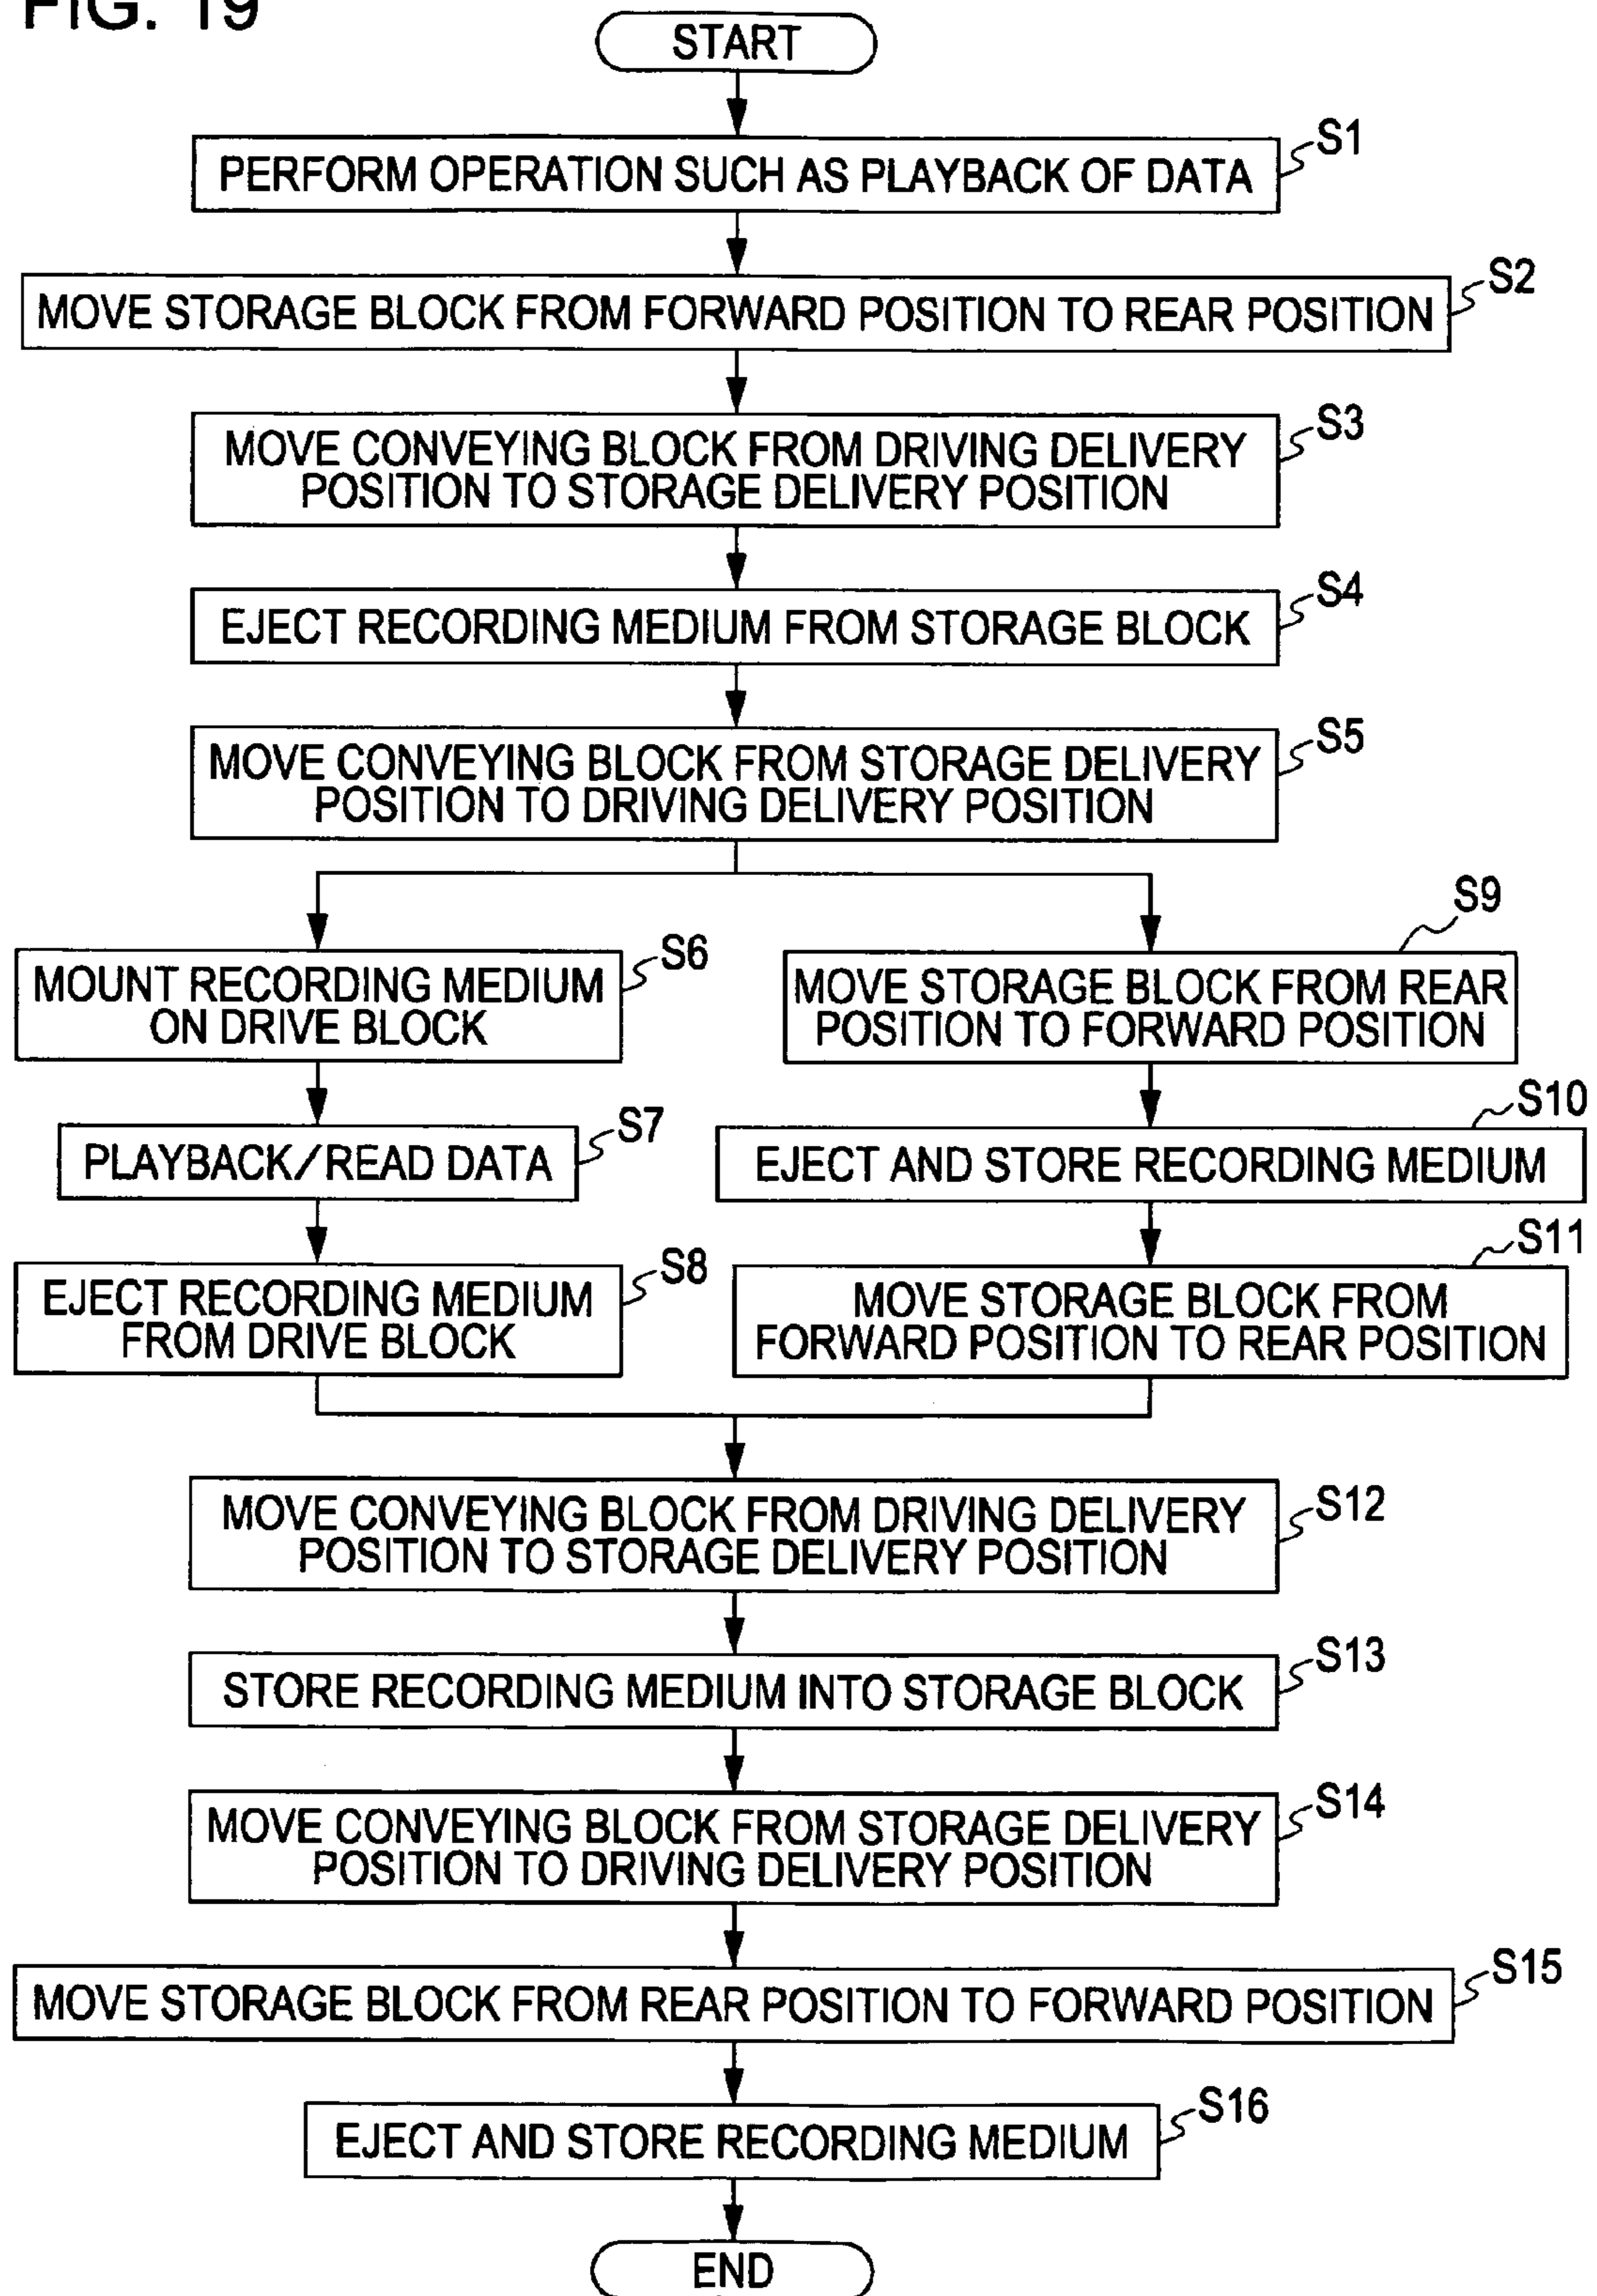 FIG. 19
START
S1
PERFORM OPERATION SUCH AS PLAYBACK OF DATA
S2
MOVE STORAGE BLOCK FROM FORWARD POSITION TO REAR POSITION
S3
MOVE CONVEYING BLOCK FROM DRIVING DELIVERY
POSITION TO STORAGE DELIVERY POSITION
S4
EJECT RECORDING MEDIUM FROM STORAGE BLOCK
S5
MOVE CONVEYING BLOCK FROM STORAGE DELIVERY
POSITION TO DRIVING DELIVERY POSITION
S6
MOUNT RECORDING MEDIUM
ON DRIVE BLOCK
S7
PLAYBACK/READ DATA
S8
EJECT RECORDING MEDIUM
FROM DRIVE BLOCK
S9
MOVE STORAGE BLOCK FROM REAR
POSITION TO FORWARD POSITION
S10
EJECT AND STORE RECORDING MEDIUM
S11
MOVE STORAGE BLOCK FROM
FORWARD POSITION TO REAR POSITION
S12
MOVE CONVEYING BLOCK FROM DRIVING DELIVERY
POSITION TO STORAGE DELIVERY POSITION
S13
STORE RECORDING MEDIUM INTO STORAGE BLOCK
S14
MOVE CONVEYING BLOCK FROM STORAGE DELIVERY
POSITION TO DRIVING DELIVERY POSITION
S15
MOVE STORAGE BLOCK FROM REAR POSITION TO FORWARD POSITION
S16
EJECT AND STORE RECORDING MEDIUM
END